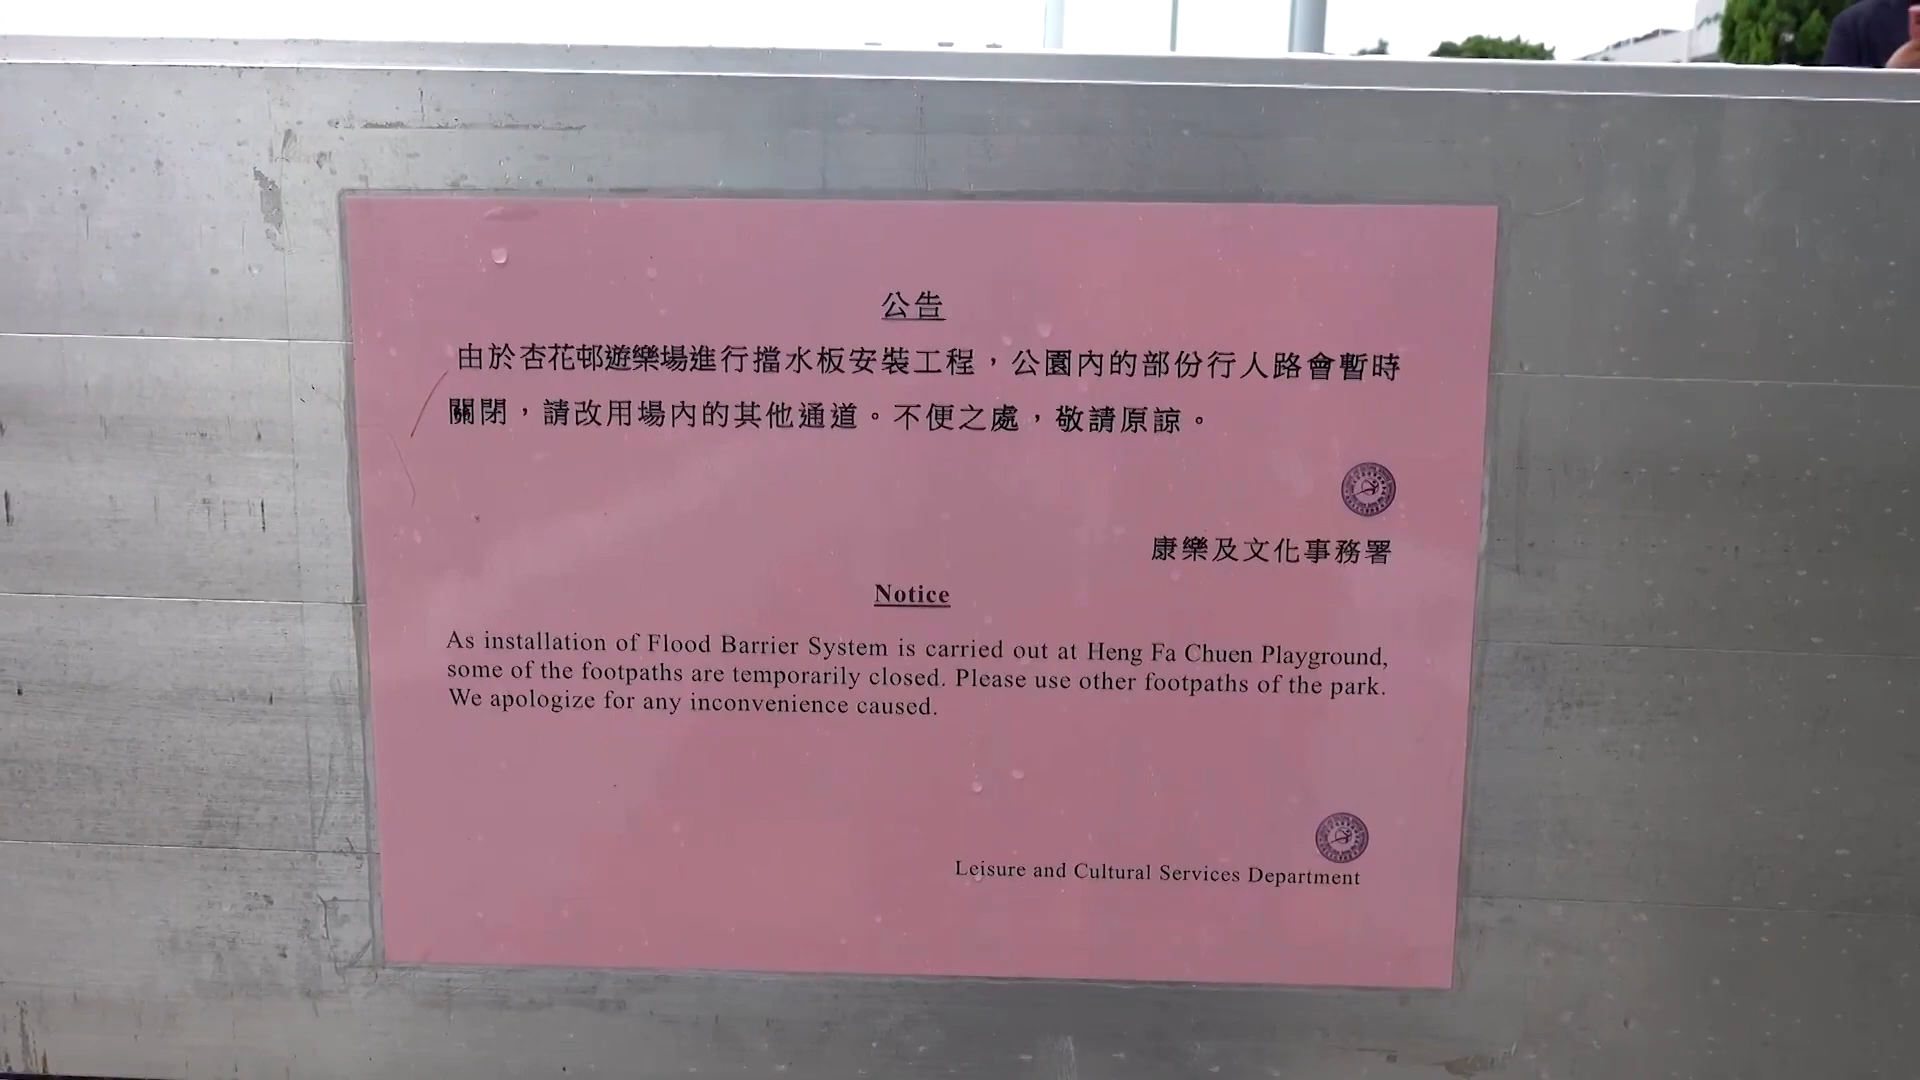 公告
由於杏花邨遊樂場進行擋水板安裝工程，公園內的部份行人路會暫時
關閉，請改用場內的其他通道。不便之處，敬請原諒。
康樂及文化事務署
Notice
As installation of Flood Barrier System is carried out at Heng Fa Chuen Playground,
some of the footpaths are temporarily closed. Please use other footpaths of the park.
We apologize for any inconvenience caused.
Leisure and Cultural Services Department